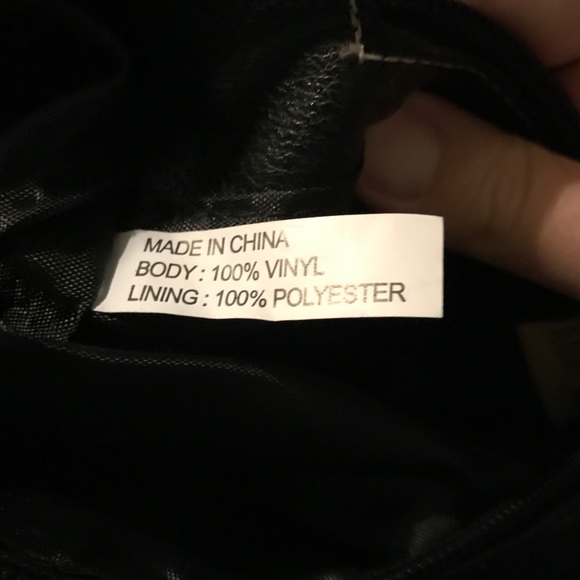 MADE IN CHINA
BODY : 100% VINYL
LINING : 100% POLYESTER